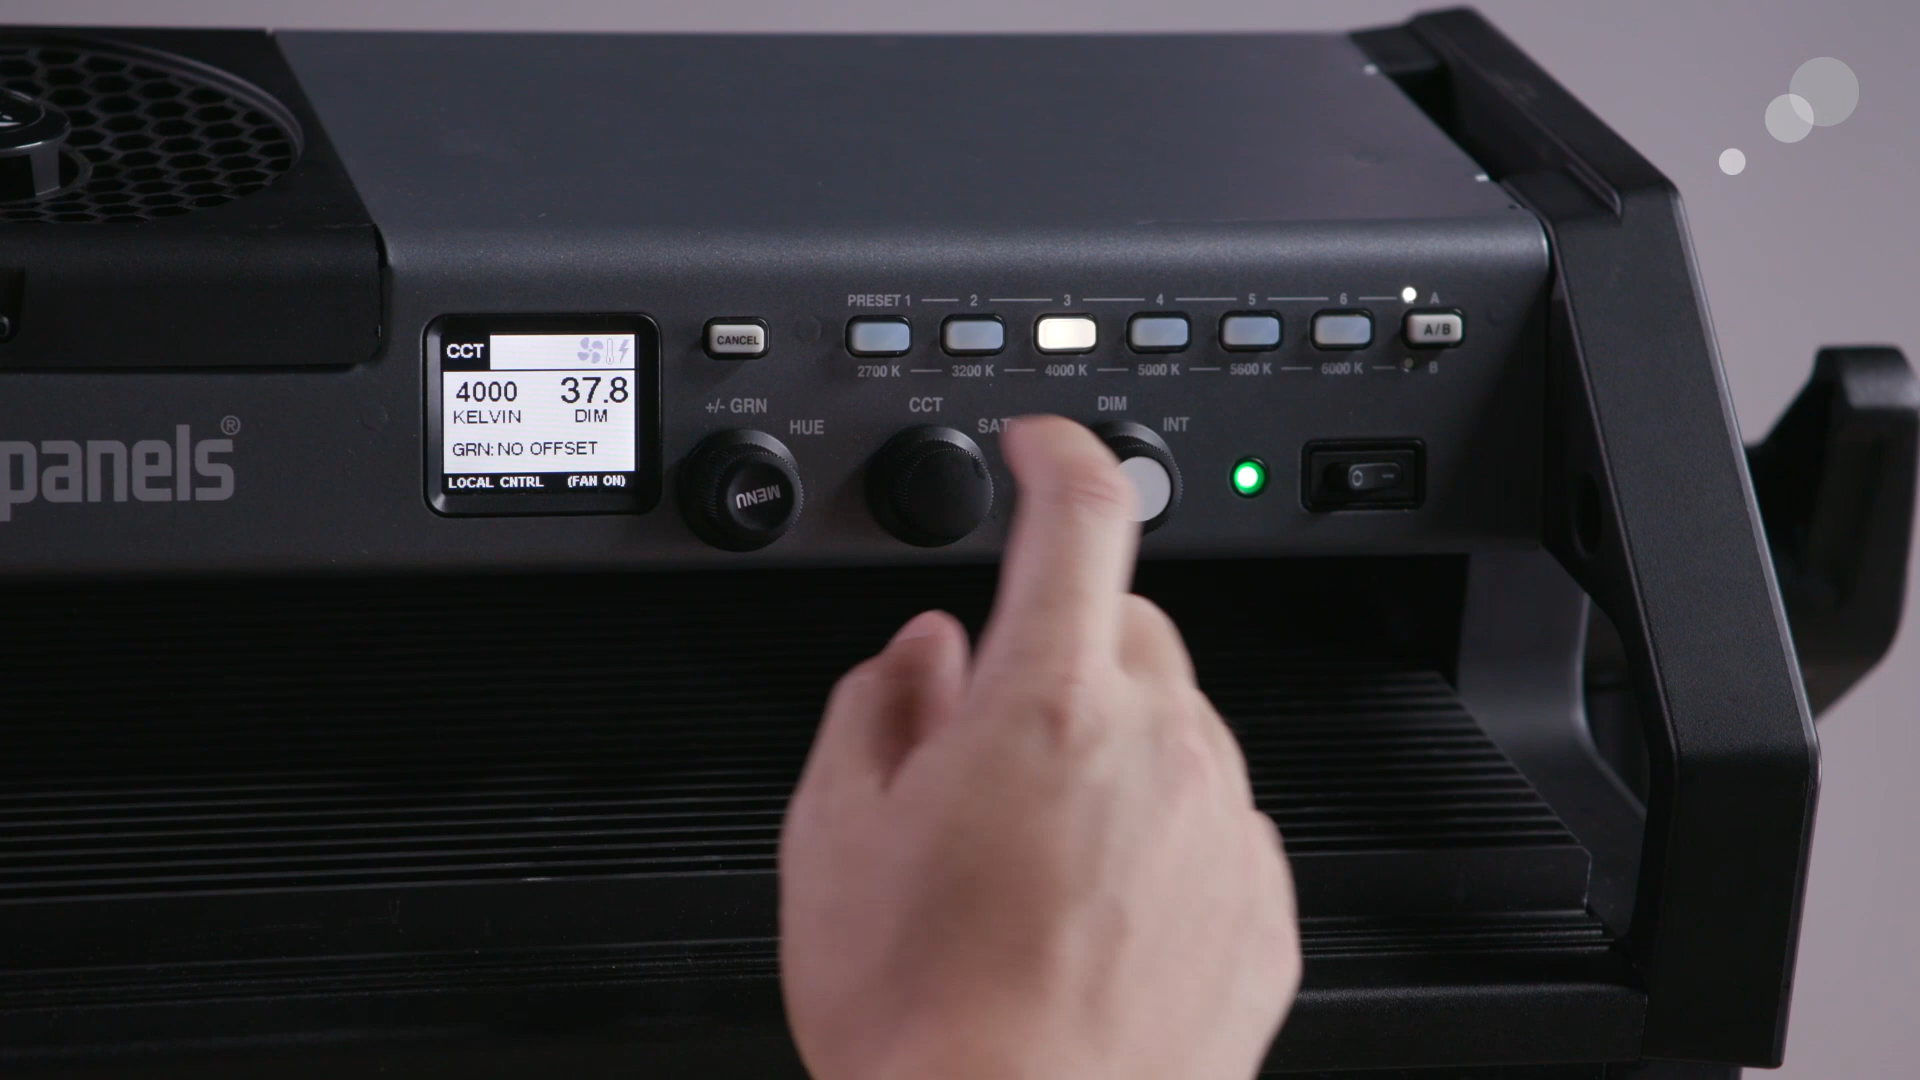 PRESET 1 2 3 4 5 6 A
CANCEL
A/B
2700 K 3200 K 4000 K 5000 K 5600 K 6000 K B
CCT
4000 37.8
KELVIN DIM
GRN: NO OFFSET
LOCAL CNTRL (FAN ON)
+/- GRN CCT DIM
HUE SAT INT
MENU
panels®